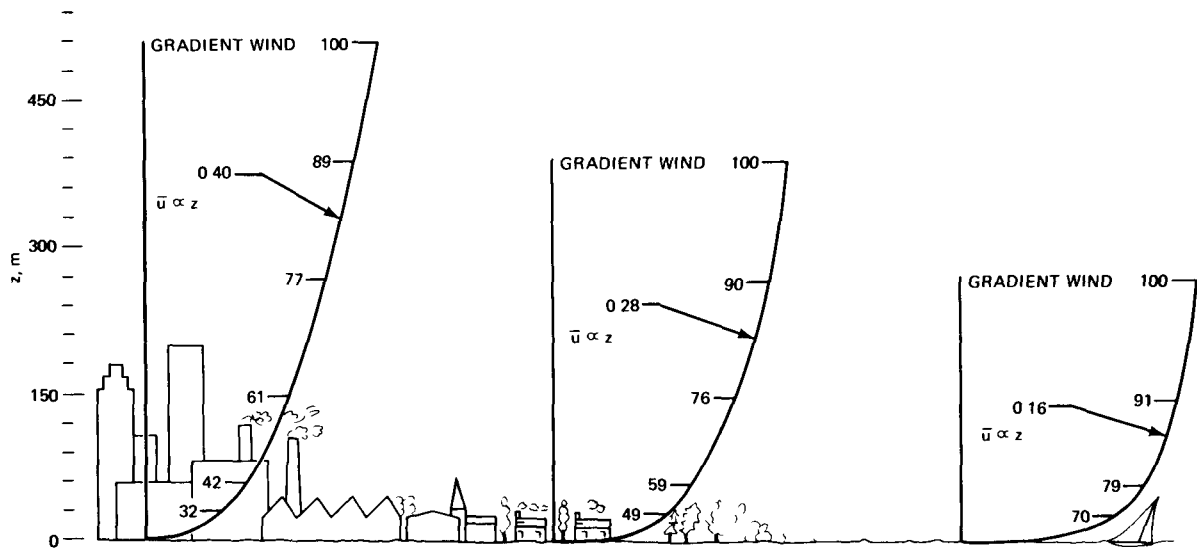 GRADIENT WIND 100
450
89
0 40
ū ∝ z
300
77
z, m
150
61
42
32
0
GRADIENT WIND 100
90
0 28
ū ∝ z
76
59
49
GRADIENT WIND 100
91
0 16
ū ∝ z
79
70